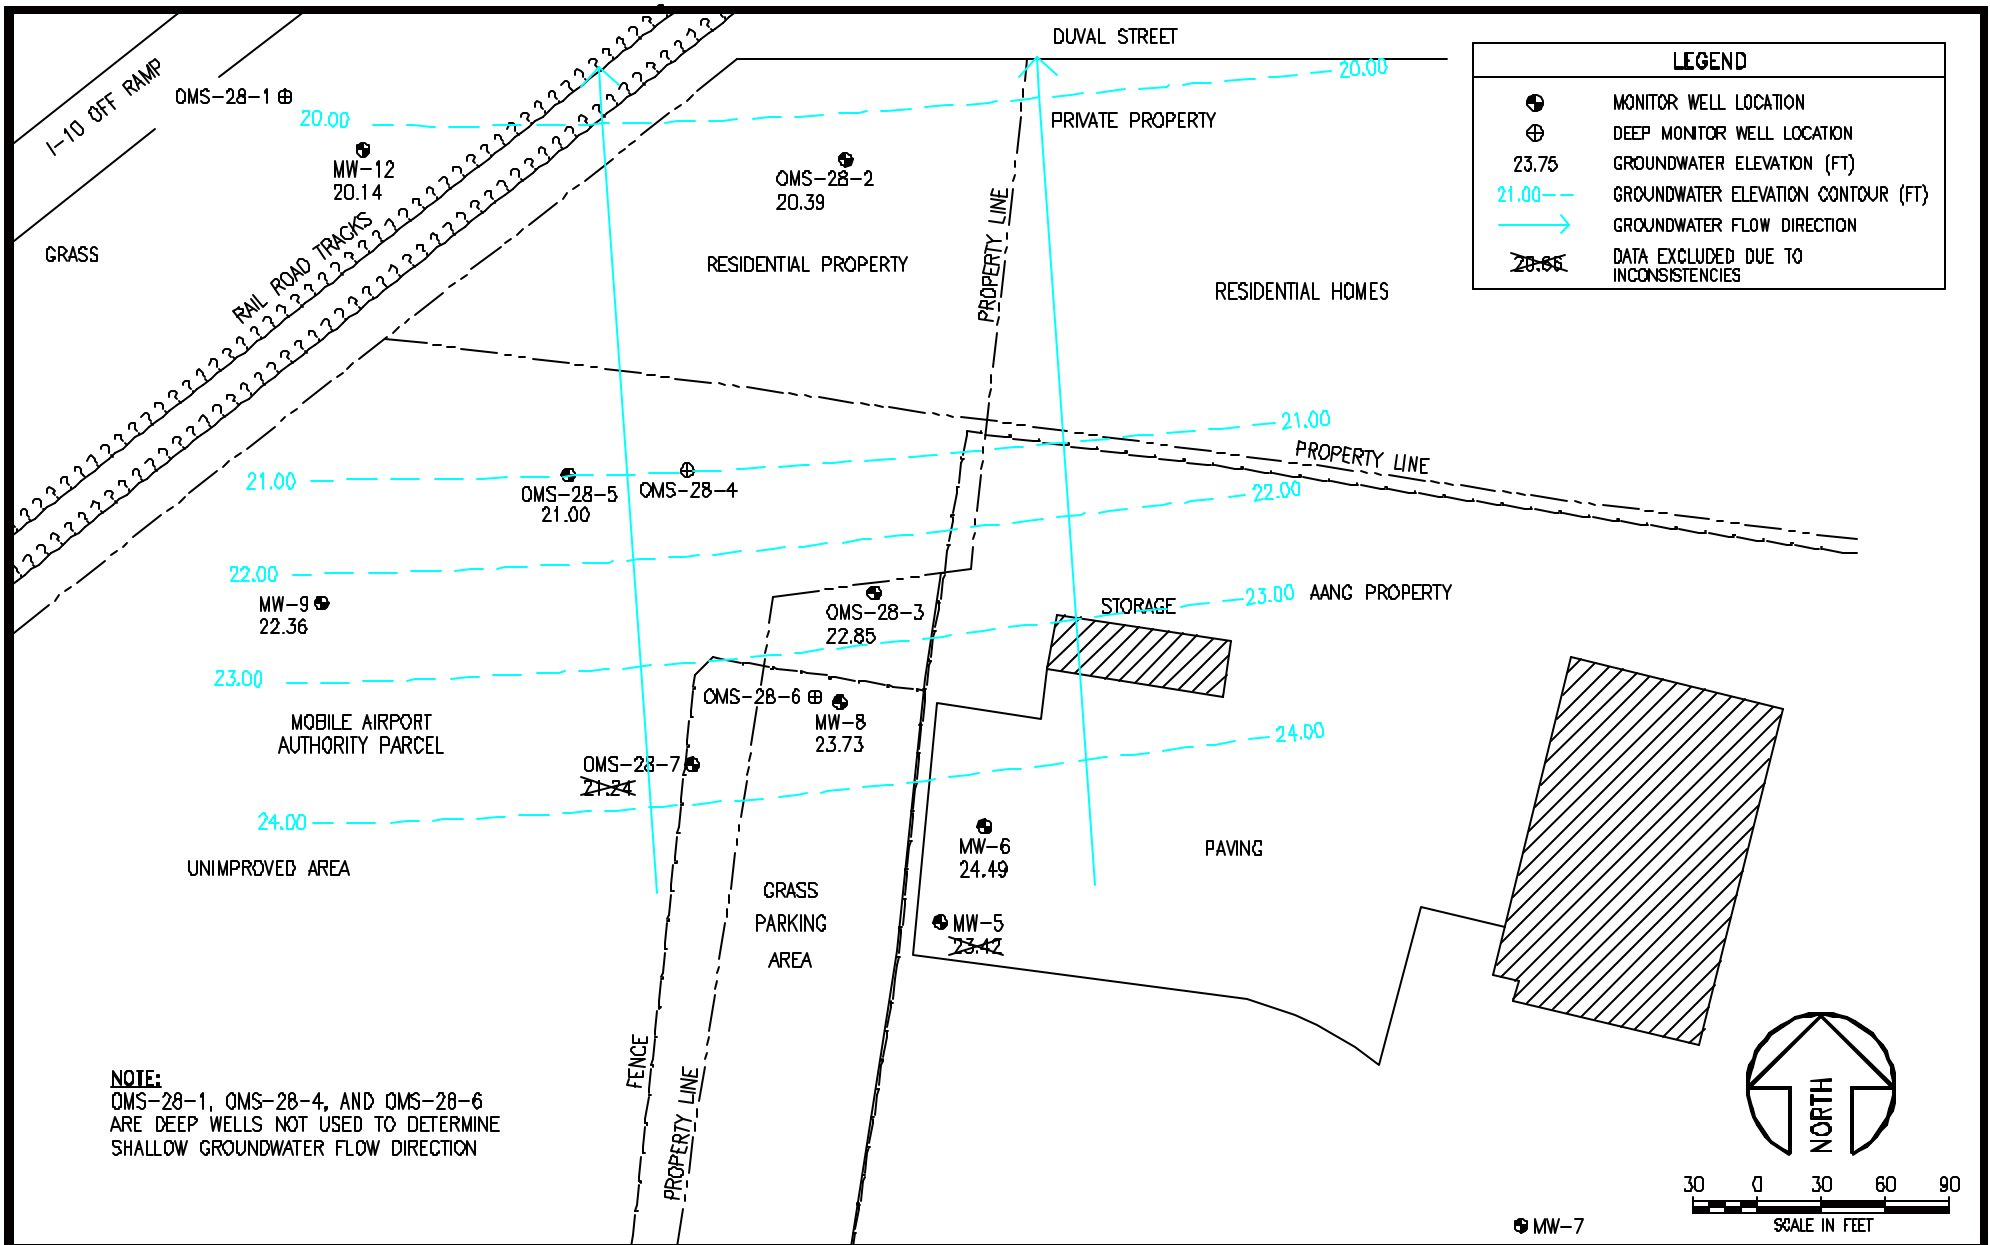 DUVAL STREET
I-10 OFF RAMP
OMS-28-1
20.00
20.00
MW-12
20.14
OMS-28-2
20.39
PRIVATE PROPERTY
GRASS
RAIL ROAD TRACKS
RESIDENTIAL PROPERTY
PROPERTY LINE
RESIDENTIAL HOMES
LEGEND
MONITOR WELL LOCATION
DEEP MONITOR WELL LOCATION
23.75 GROUNDWATER ELEVATION (FT)
21.00 GROUNDWATER ELEVATION CONTOUR (FT)
GROUNDWATER FLOW DIRECTION
20.66 DATA EXCLUDED DUE TO
INCONSISTENCIES
21.00
PROPERTY LINE
21.00
OMS-28-5
21.00
OMS-28-4
22.00
22.00
MW-9
22.36
OMS-28-3
22.85
STORAGE
23.00
AANG PROPERTY
23.00
OMS-28-6
MW-8
23.73
MOBILE AIRPORT
AUTHORITY PARCEL
24.00
OMS-28-7
21.24
24.00
MW-6
24.49
PAVING
UNIMPROVED AREA
GRASS
PARKING
AREA
MW-5
23.42
FENCE
PROPERTY LINE
NOTE:
OMS-28-1, OMS-28-4, AND OMS-28-6
ARE DEEP WELLS NOT USED TO DETERMINE
SHALLOW GROUNDWATER FLOW DIRECTION
NORTH
30 0 30 60 90
SCALE IN FEET
MW-7